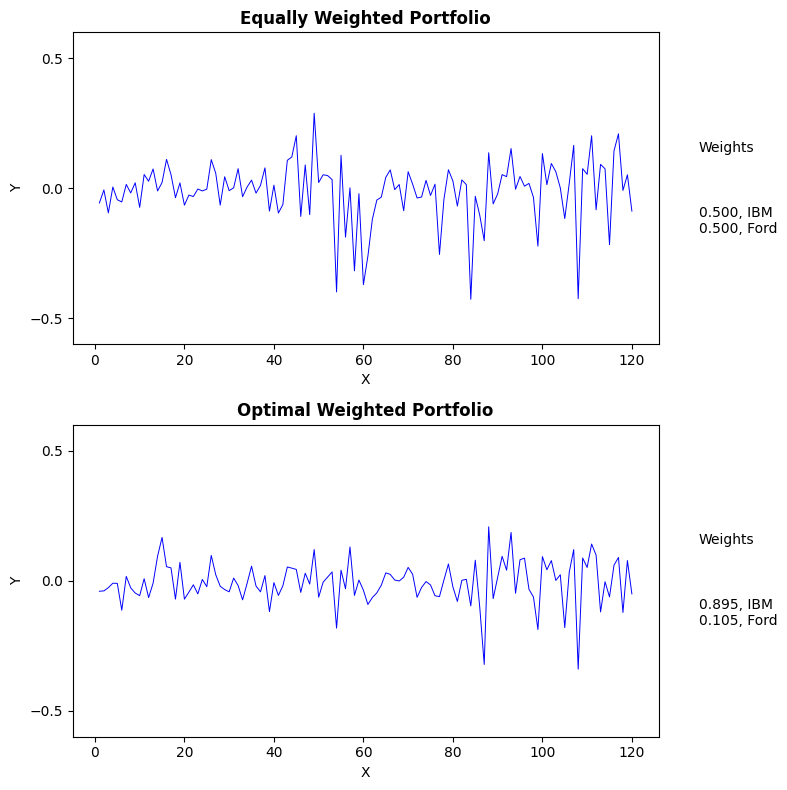 Equally Weighted Portfolio
0.5
0.0
−0.5
Y
0 20 40 60 80 100 120
X
Weights
0.500, IBM
0.500, Ford
Optimal Weighted Portfolio
0.5
0.0
−0.5
Y
0 20 40 60 80 100 120
X
Weights
0.895, IBM
0.105, Ford